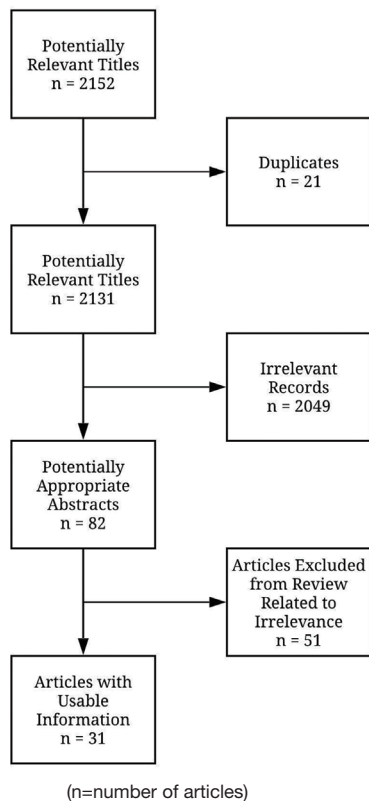 Potentially
Relevant Titles
n = 2152
Duplicates
n = 21
Potentially
Relevant Titles
n = 2131
Irrelevant
Records
n = 2049
Potentially
Appropriate
Abstracts
n = 82
Articles Excluded
from Review
Related to
Irrelevance
n = 51
Articles with
Usable
Information
n = 31
(n=number of articles)